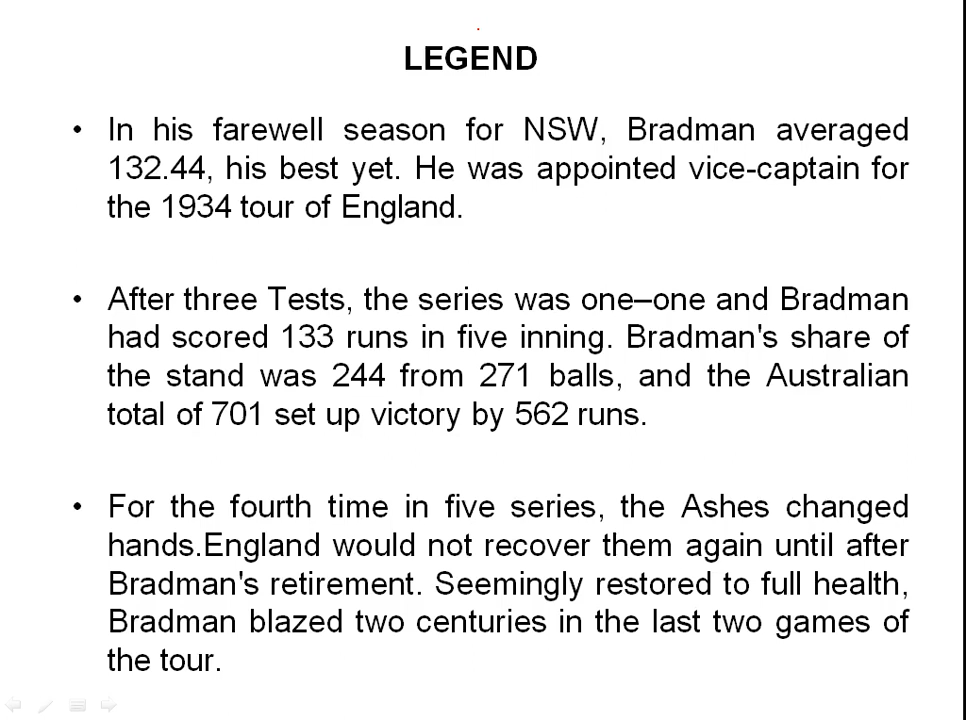 LEGEND
• In his farewell season for NSW, Bradman averaged
132.44, his best yet. He was appointed vice-captain for
the 1934 tour of England.
• After three Tests, the series was one–one and Bradman
had scored 133 runs in five inning. Bradman's share of
the stand was 244 from 271 balls, and the Australian
total of 701 set up victory by 562 runs.
• For the fourth time in five series, the Ashes changed
hands.England would not recover them again until after
Bradman's retirement. Seemingly restored to full health,
Bradman blazed two centuries in the last two games of
the tour.